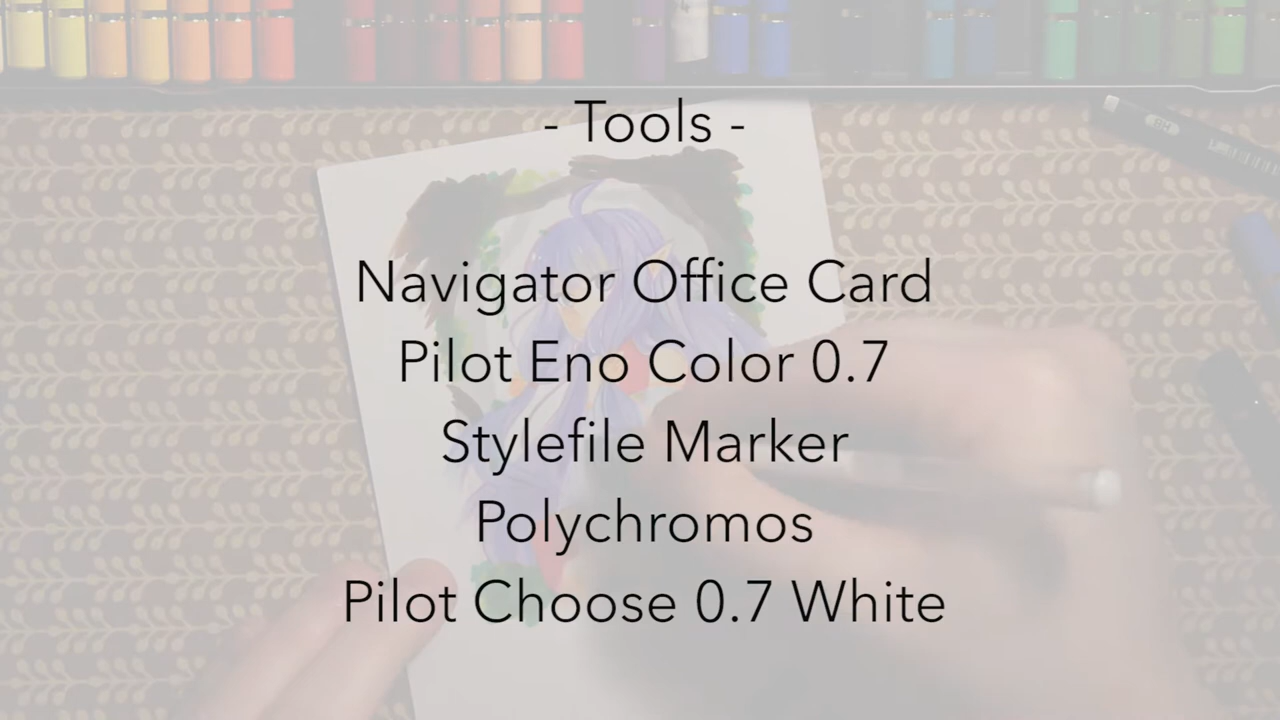 - Tools -
Navigator Office Card
Pilot Eno Color 0.7
Stylefile Marker
Polychromos
Pilot Choose 0.7 White